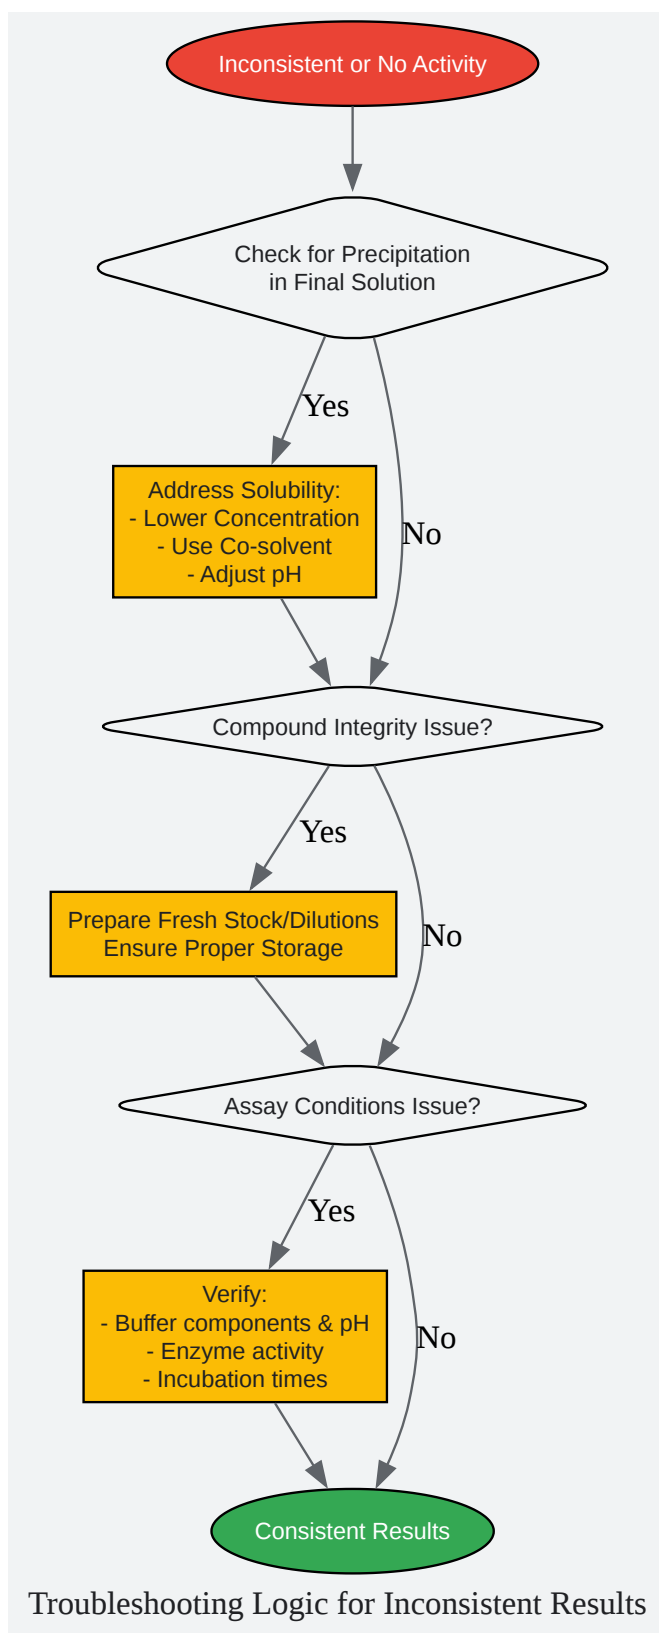 Inconsistent or No Activity
Check for Precipitation
in Final Solution
Yes
Address Solubility:
- Lower Concentration
- Use Co-solvent
- Adjust pH
No
Compound Integrity Issue?
Yes
Prepare Fresh Stock/Dilutions
Ensure Proper Storage
No
Assay Conditions Issue?
Yes
Verify:
- Buffer components & pH
- Enzyme activity
- Incubation times
No
Consistent Results
Troubleshooting Logic for Inconsistent Results